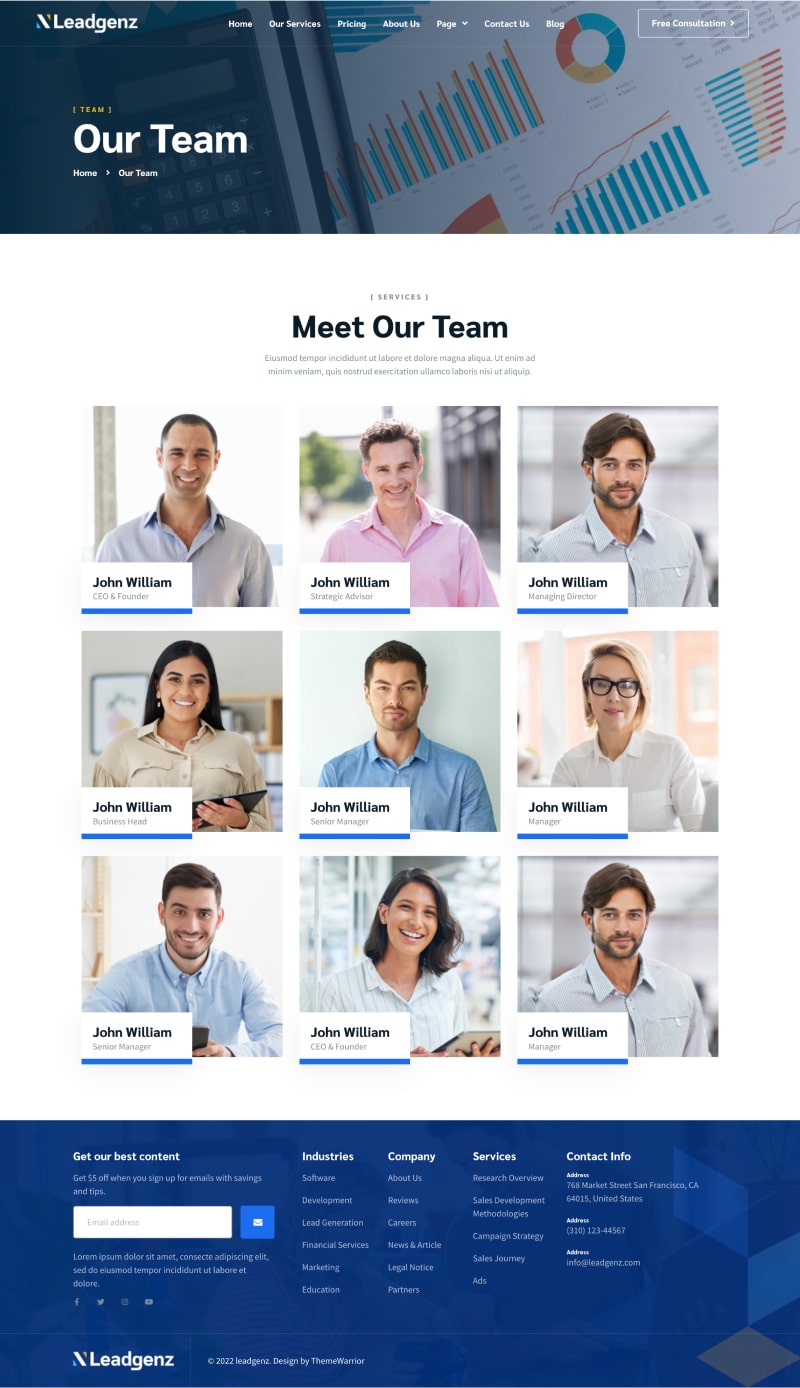 Leadgenz
Home Our Services Pricing About Us Page Contact Us Blog
Free Consultation
[ TEAM ]
Our Team
Home > Our Team
[ SERVICES ]
Meet Our Team
Eiusmod tempor incididunt ut labore et dolore magna aliqua. Ut enim ad
minim veniam, quis nostrud exercitation ullamco laboris nisi ut aliquip.
John William
CEO & Founder
John William
Strategic Advisor
John William
Managing Director
John William
Business Head
John William
Senior Manager
John William
Manager
John William
Senior Manager
John William
CEO & Founder
John William
Manager
Get our best content
Get $5 off when you sign up for emails with savings
and tips.
Email address
Lorem ipsum dolor sit amet, consecte adipiscing elit,
sed do eiusmod tempor incididunt ut labore et
dolore.
Industries
Software
Development
Lead Generation
Financial Services
Marketing
Education
Company
About Us
Reviews
Careers
News & Article
Legal Notice
Partners
Services
Research Overview
Sales Development
Methodologies
Campaign Strategy
Sales Journey
Ads
Contact Info
Address
768 Market Street San Francisco, CA
64015, United States
Address
(310) 123-44567
Address
info@leadgenz.com
Leadgenz
© 2022 leadgenz. Design by ThemeWarrior